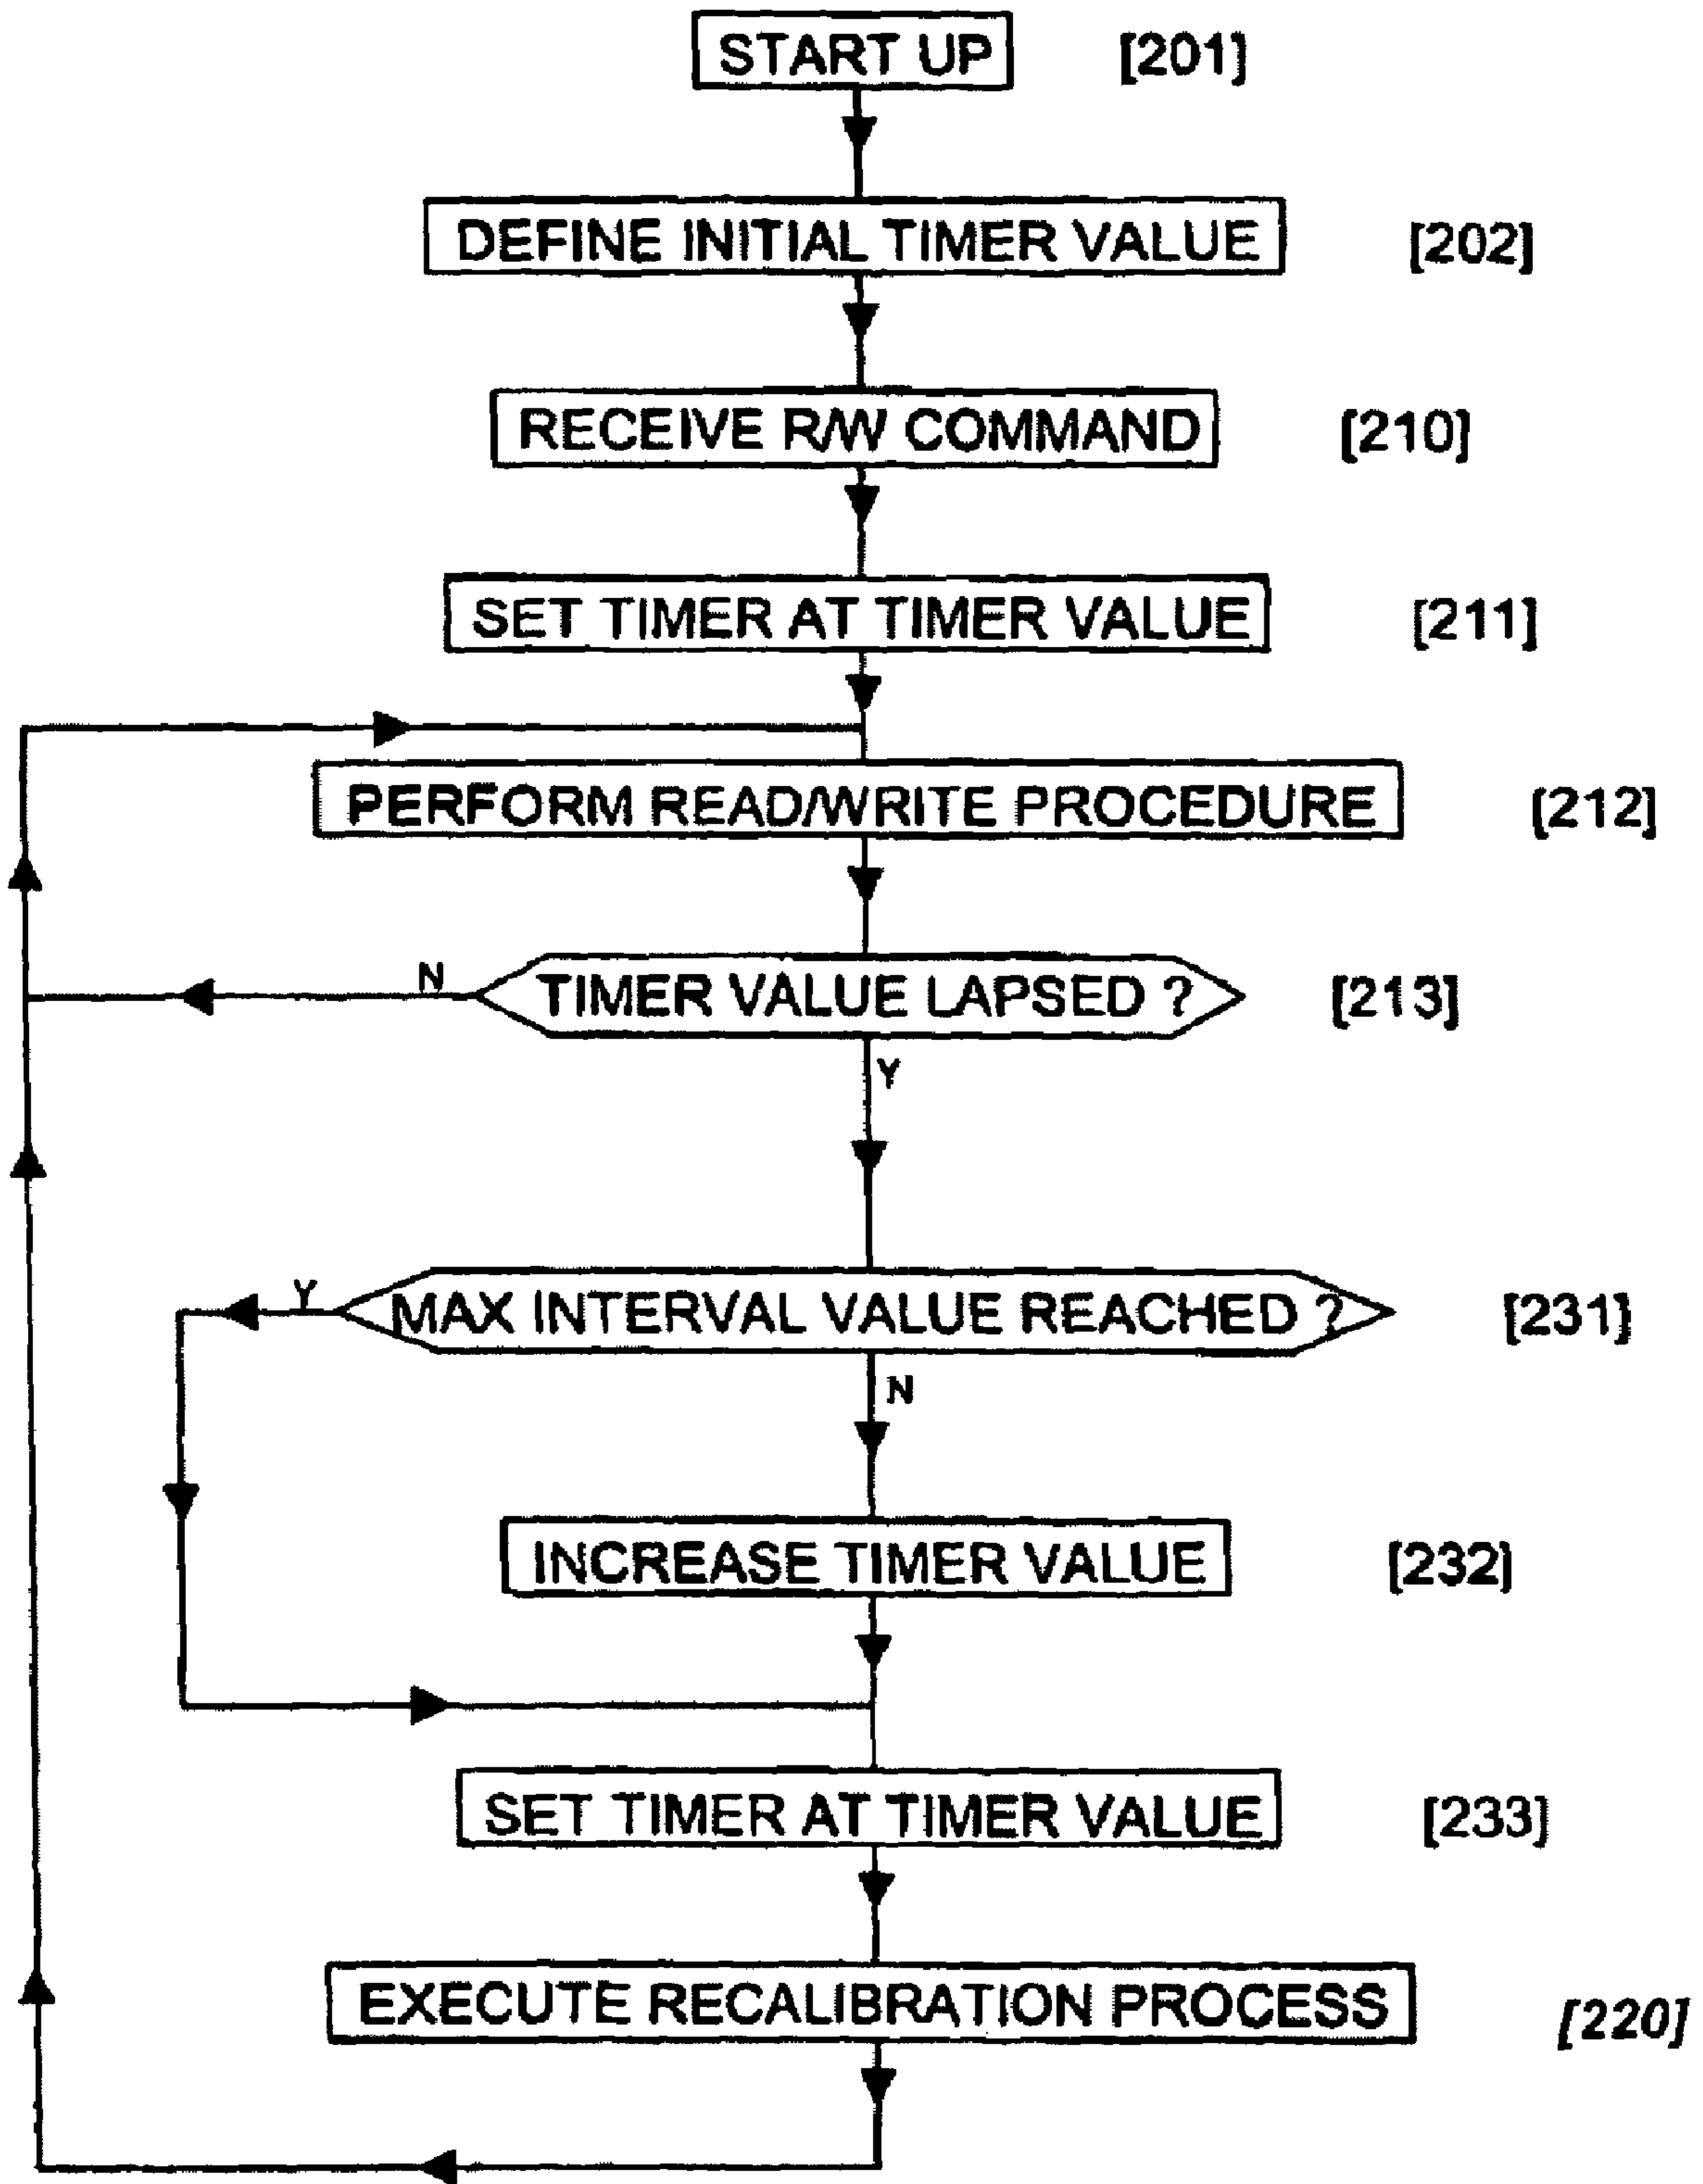 START UP [201]
DEFINE INITIAL TIMER VALUE [202]
RECEIVE R/W COMMAND [210]
SET TIMER AT TIMER VALUE [211]
PERFORM READ/WRITE PROCEDURE [212]
N TIMER VALUE LAPSED ? [213]
Y
Y MAX INTERVAL VALUE REACHED ? [231]
N
INCREASE TIMER VALUE [232]
SET TIMER AT TIMER VALUE [233]
EXECUTE RECALIBRATION PROCESS [220]